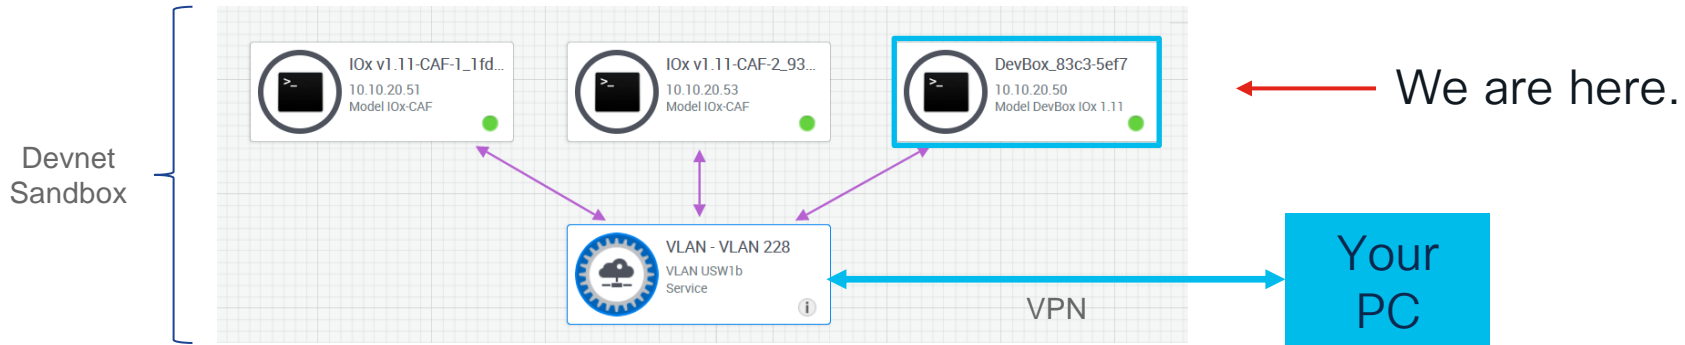 IOx v1.11-CAF-1_1fd...
10.10.20.51
Model IOx-CAF
IOx v1.11-CAF-2_93...
10.10.20.53
Model IOx-CAF
DevBox_83c3-5ef7
10.10.20.50
Model DevBox IOx 1.11
We are here.
Devnet
Sandbox
VLAN - VLAN 228
VLAN USW1b
Service
VPN
Your
PC